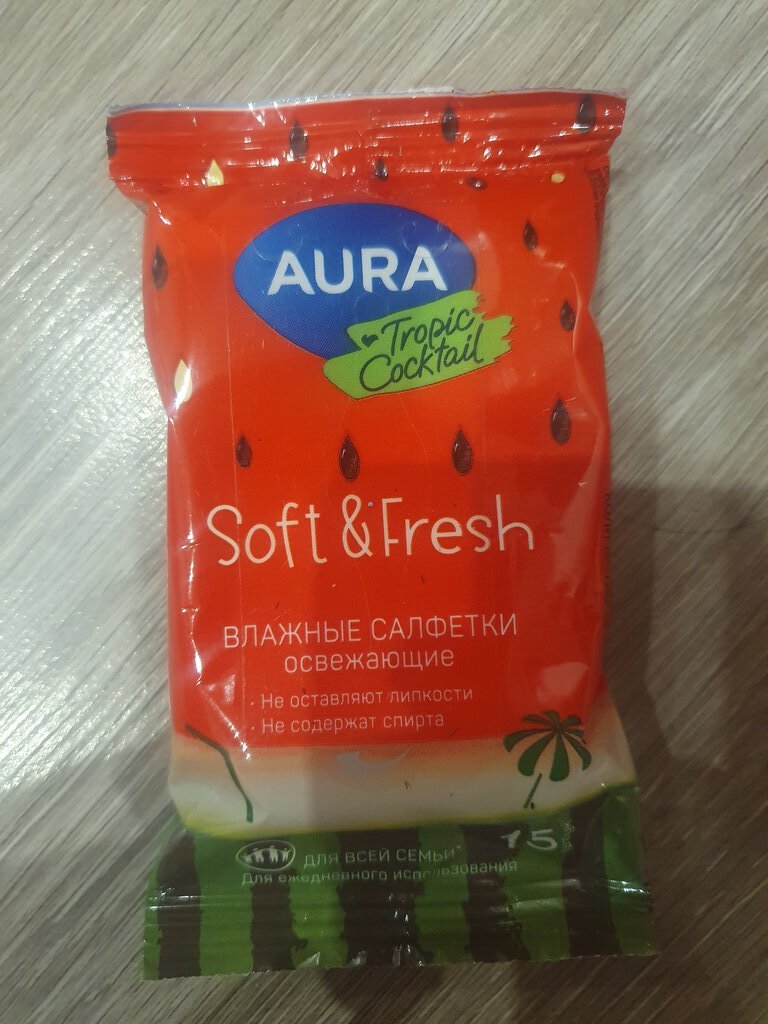 AURA
Tropic
Cocktail
Soft & Fresh
ВЛАЖНЫЕ САЛФЕТКИ
освежающие
· Не оставляют липкости
· Не содержат спирта
15
ДЛЯ ВСЕЙ СЕМЬИ
Для ежедневного использования